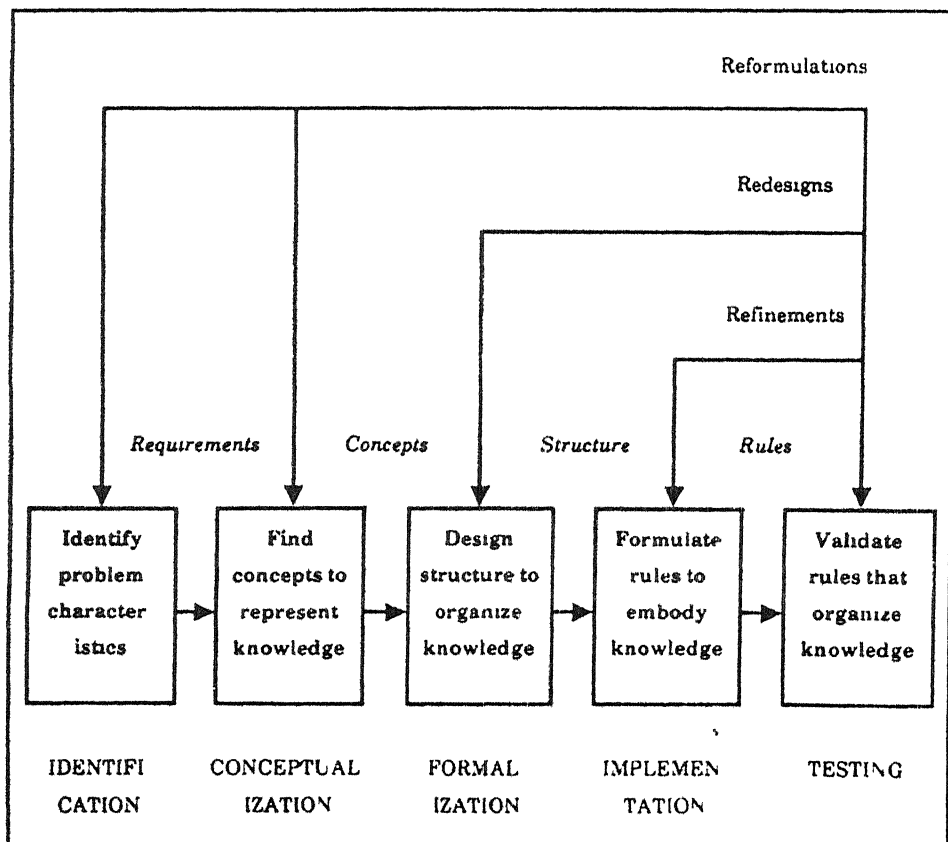 Reformulations
Redesigns
Refinements
Requirements
Concepts
Structure
Rules
Identify
problem
character
istics
Find
concepts to
represent
knowledge
Design
structure to
organize
knowledge
Formulate
rules to
embody
knowledge
Validate
rules that
organize
knowledge
IDENTIFI
CATION
CONCEPTUAL
IZATION
FORMAL
IZATION
IMPLEMEN
TATION
TESTING